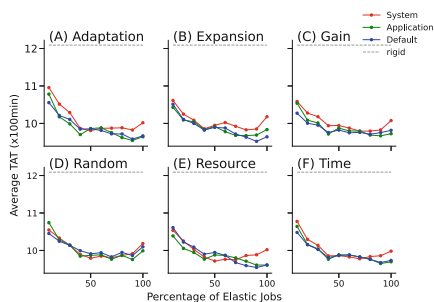 System
Application
Default
rigid
(A) Adaptation
(B) Expansion
(C) Gain
12
11
10
(D) Random
(E) Resource
(F) Time
12
11
10
50 100
50 100
50 100
Average TAT (x100min)
Percentage of Elastic Jobs